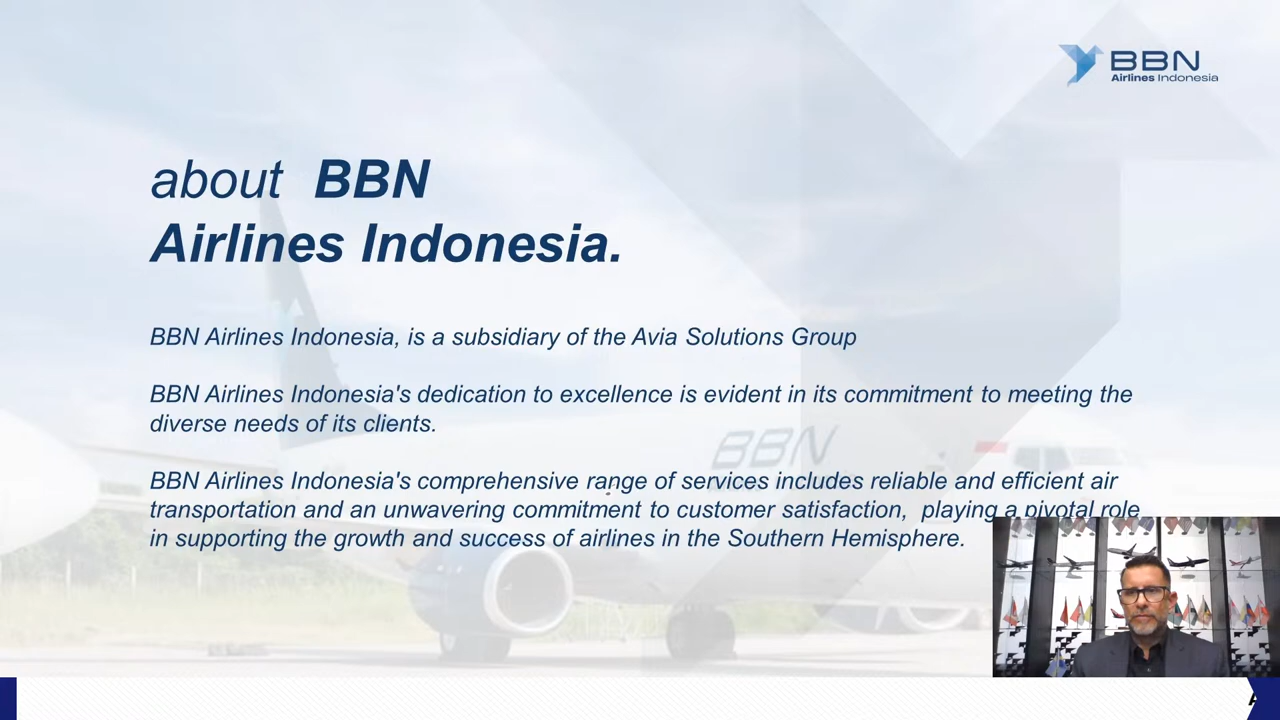 BBN
Airlines Indonesia
about BBN
Airlines Indonesia.
BBN Airlines Indonesia, is a subsidiary of the Avia Solutions Group
BBN Airlines Indonesia's dedication to excellence is evident in its commitment to meeting the
diverse needs of its clients.
BBN
BBN Airlines Indonesia's comprehensive range of services includes reliable and efficient air
transportation and an unwavering commitment to customer satisfaction, playing a pivotal role
in supporting the growth and success of airlines in the Southern Hemisphere.